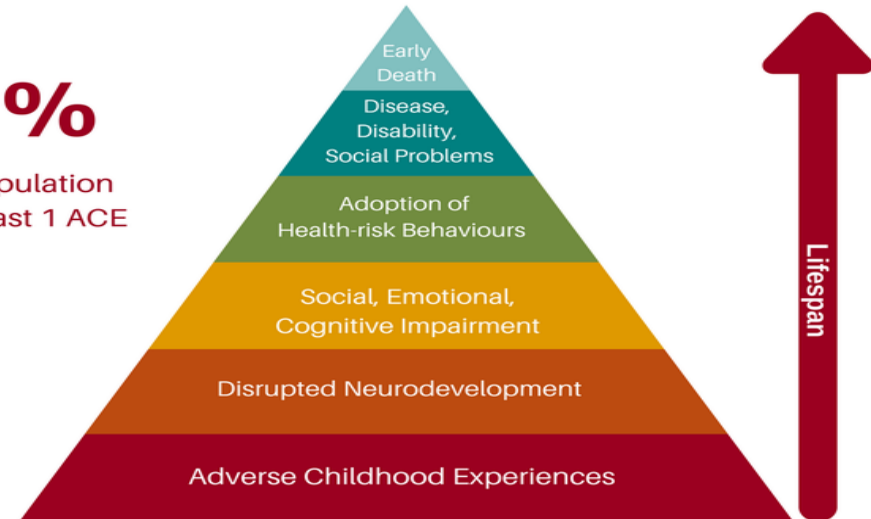 %
pulation
ast 1 ACE
Early
Death
Disease,
Disability,
Social Problems
Adoption of
Health-risk Behaviours
Social, Emotional,
Cognitive Impairment
Disrupted Neurodevelopment
Adverse Childhood Experiences
Lifespan